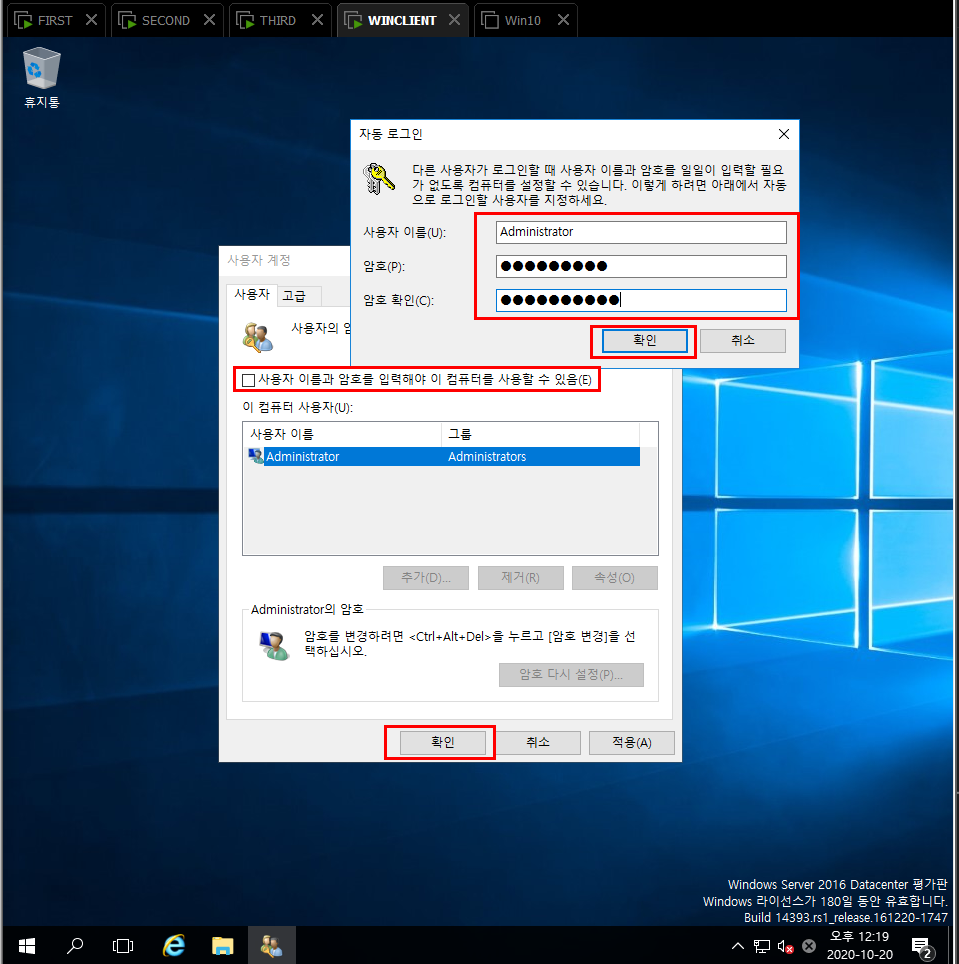 FIRST
SECOND
THIRD
WINCLIENT
Win10
휴지통
자동 로그인
다른 사용자가 로그인할 때 사용자 이름과 암호를 일일이 입력할 필요
가 없도록 컴퓨터를 설정할 수 있습니다. 이렇게 하려면 아래에서 자동
으로 로그인할 사용자를 지정하세요.
사용자 이름(U):
Administrator
암호(P):
●●●●●●●●●
암호 확인(C):
●●●●●●●●●●
확인
취소
사용자 계정
사용자
고급
사용자의 암
사용자 이름과 암호를 입력해야 이 컴퓨터를 사용할 수 있음(E)
이 컴퓨터 사용자(U):
사용자 이름
그룹
Administrator
Administrators
추가(D)...
제거(R)
속성(O)
Administrator의 암호
암호를 변경하려면 <Ctrl+Alt+Del>을 누르고 [암호 변경]을 선
택하십시오.
암호 다시 설정(P)...
확인
취소
적용(A)
Windows Server 2016 Datacenter 평가판
Windows 라이선스가 180일 동안 유효합니다.
Build 14393.rs1_release.161220-1747
오후 12:19
2020-10-20
2